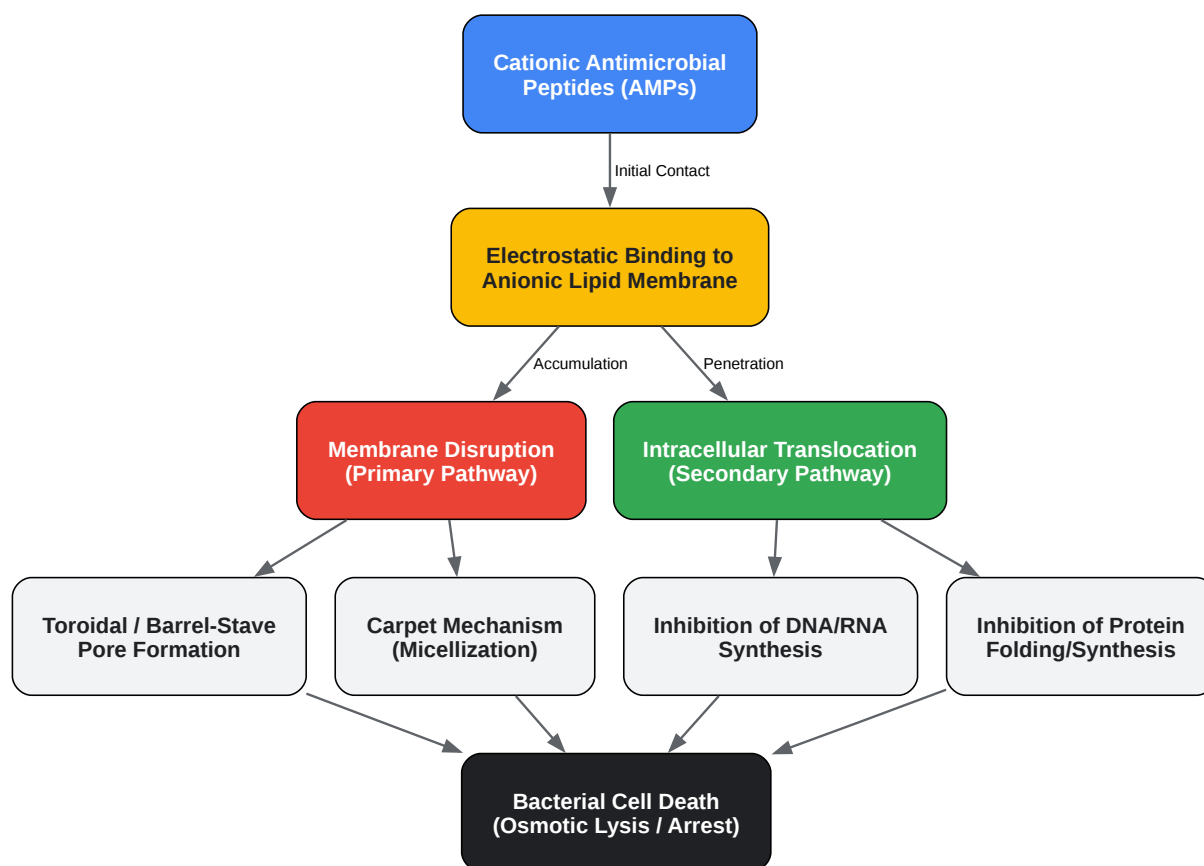 Cationic Antimicrobial
Peptides (AMPs)
Initial Contact
Electrostatic Binding to
Anionic Lipid Membrane
Accumulation
Penetration
Membrane Disruption
(Primary Pathway)
Intracellular Translocation
(Secondary Pathway)
Toroidal / Barrel-Stave
Pore Formation
Carpet Mechanism
(Micellization)
Inhibition of DNA/RNA
Synthesis
Inhibition of Protein
Folding/Synthesis
Bacterial Cell Death
(Osmotic Lysis / Arrest)